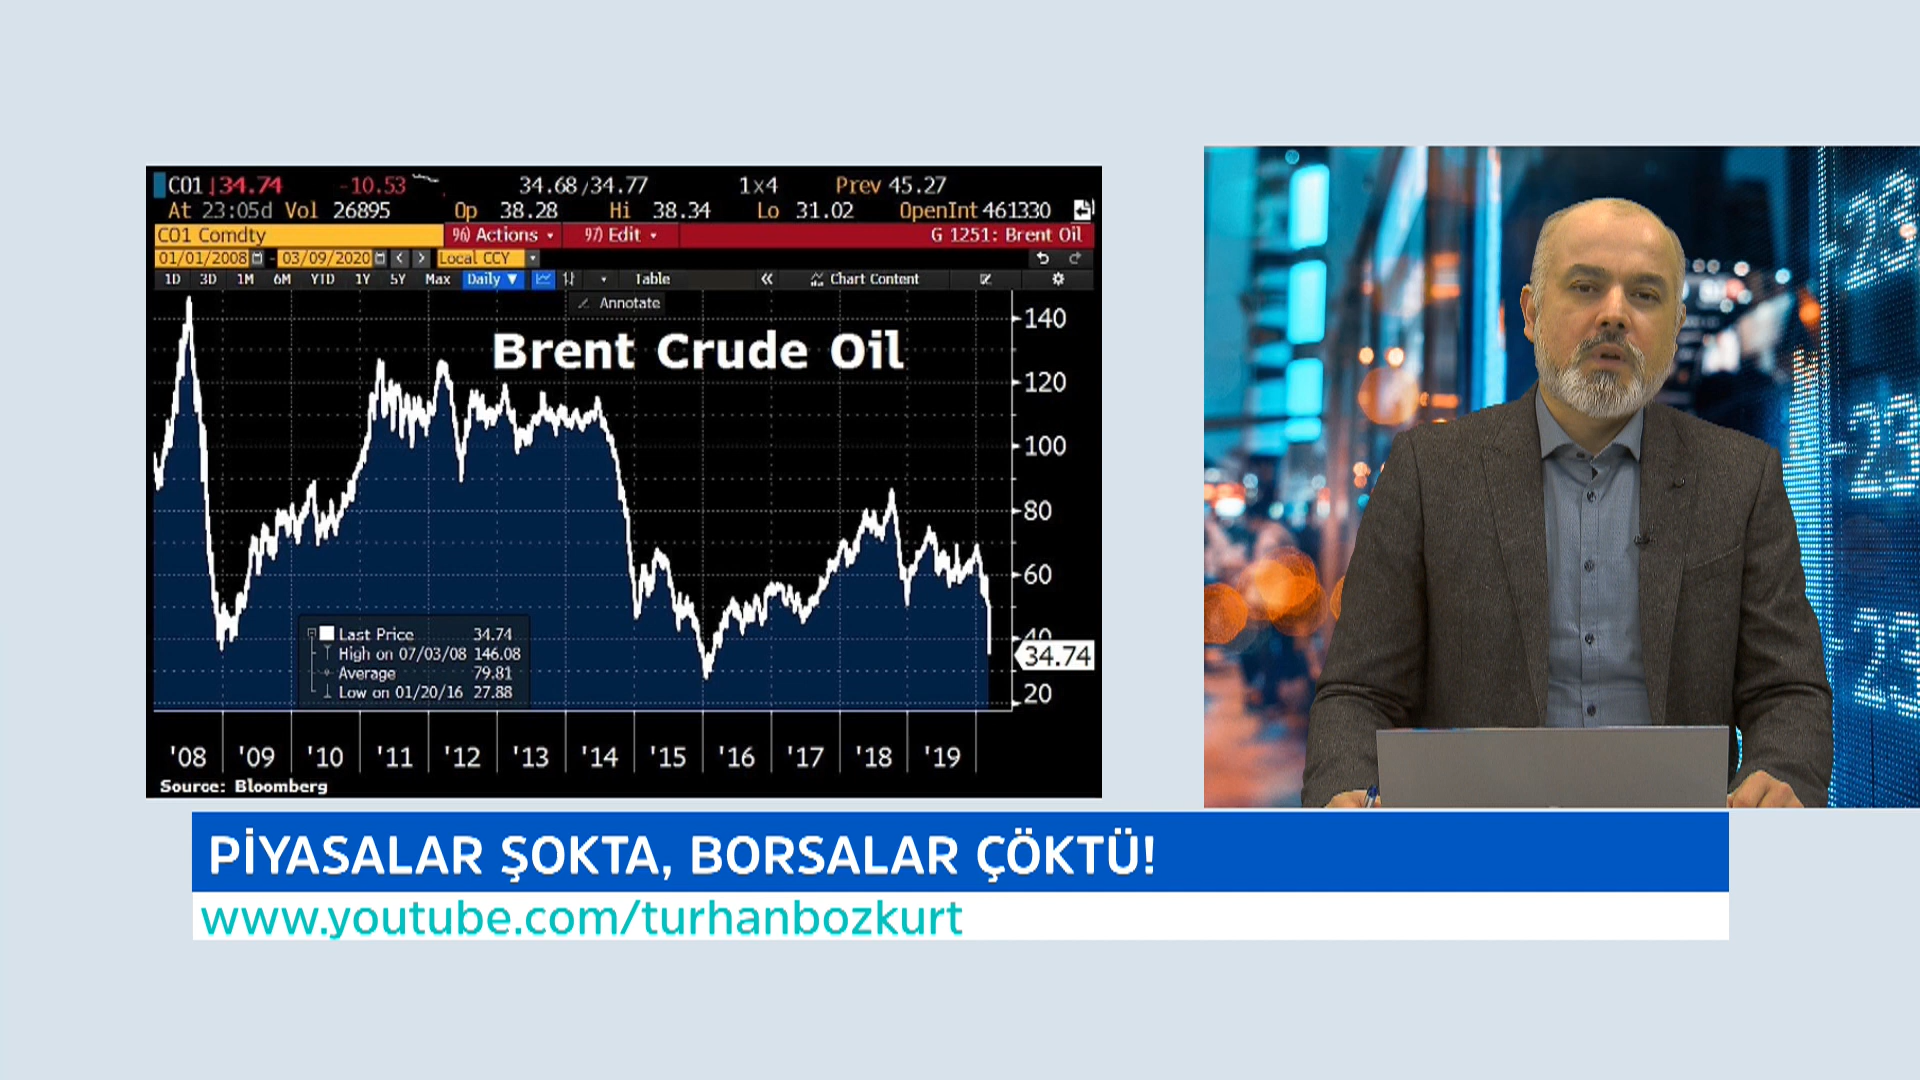 CO1 ↓34.74 -10.53 34.68/34.77 1x4 Prev 45.27
At 23:05d Vol 26895 Op 38.28 Hi 38.34 Lo 31.02 OpenInt 461330
CO1 Comdty 96) Actions 97) Edit G 1251: Brent Oil
01/01/2008 - 03/09/2020 < > Local CCY
1D 3D 1M 6M YTD 1Y 5Y Max Daily ▼ Table « Chart Content
Annotate
Brent Crude Oil
140
120
100
80
60
40
34.74
20
Last Price 34.74
High on 07/03/08 146.08
Average 79.81
Low on 01/20/16 27.88
'08 '09 '10 '11 '12 '13 '14 '15 '16 '17 '18 '19
Source: Bloomberg
PİYASALAR ŞOKTA, BORSALAR ÇÖKTÜ!
www.youtube.com/turhanbozkurt